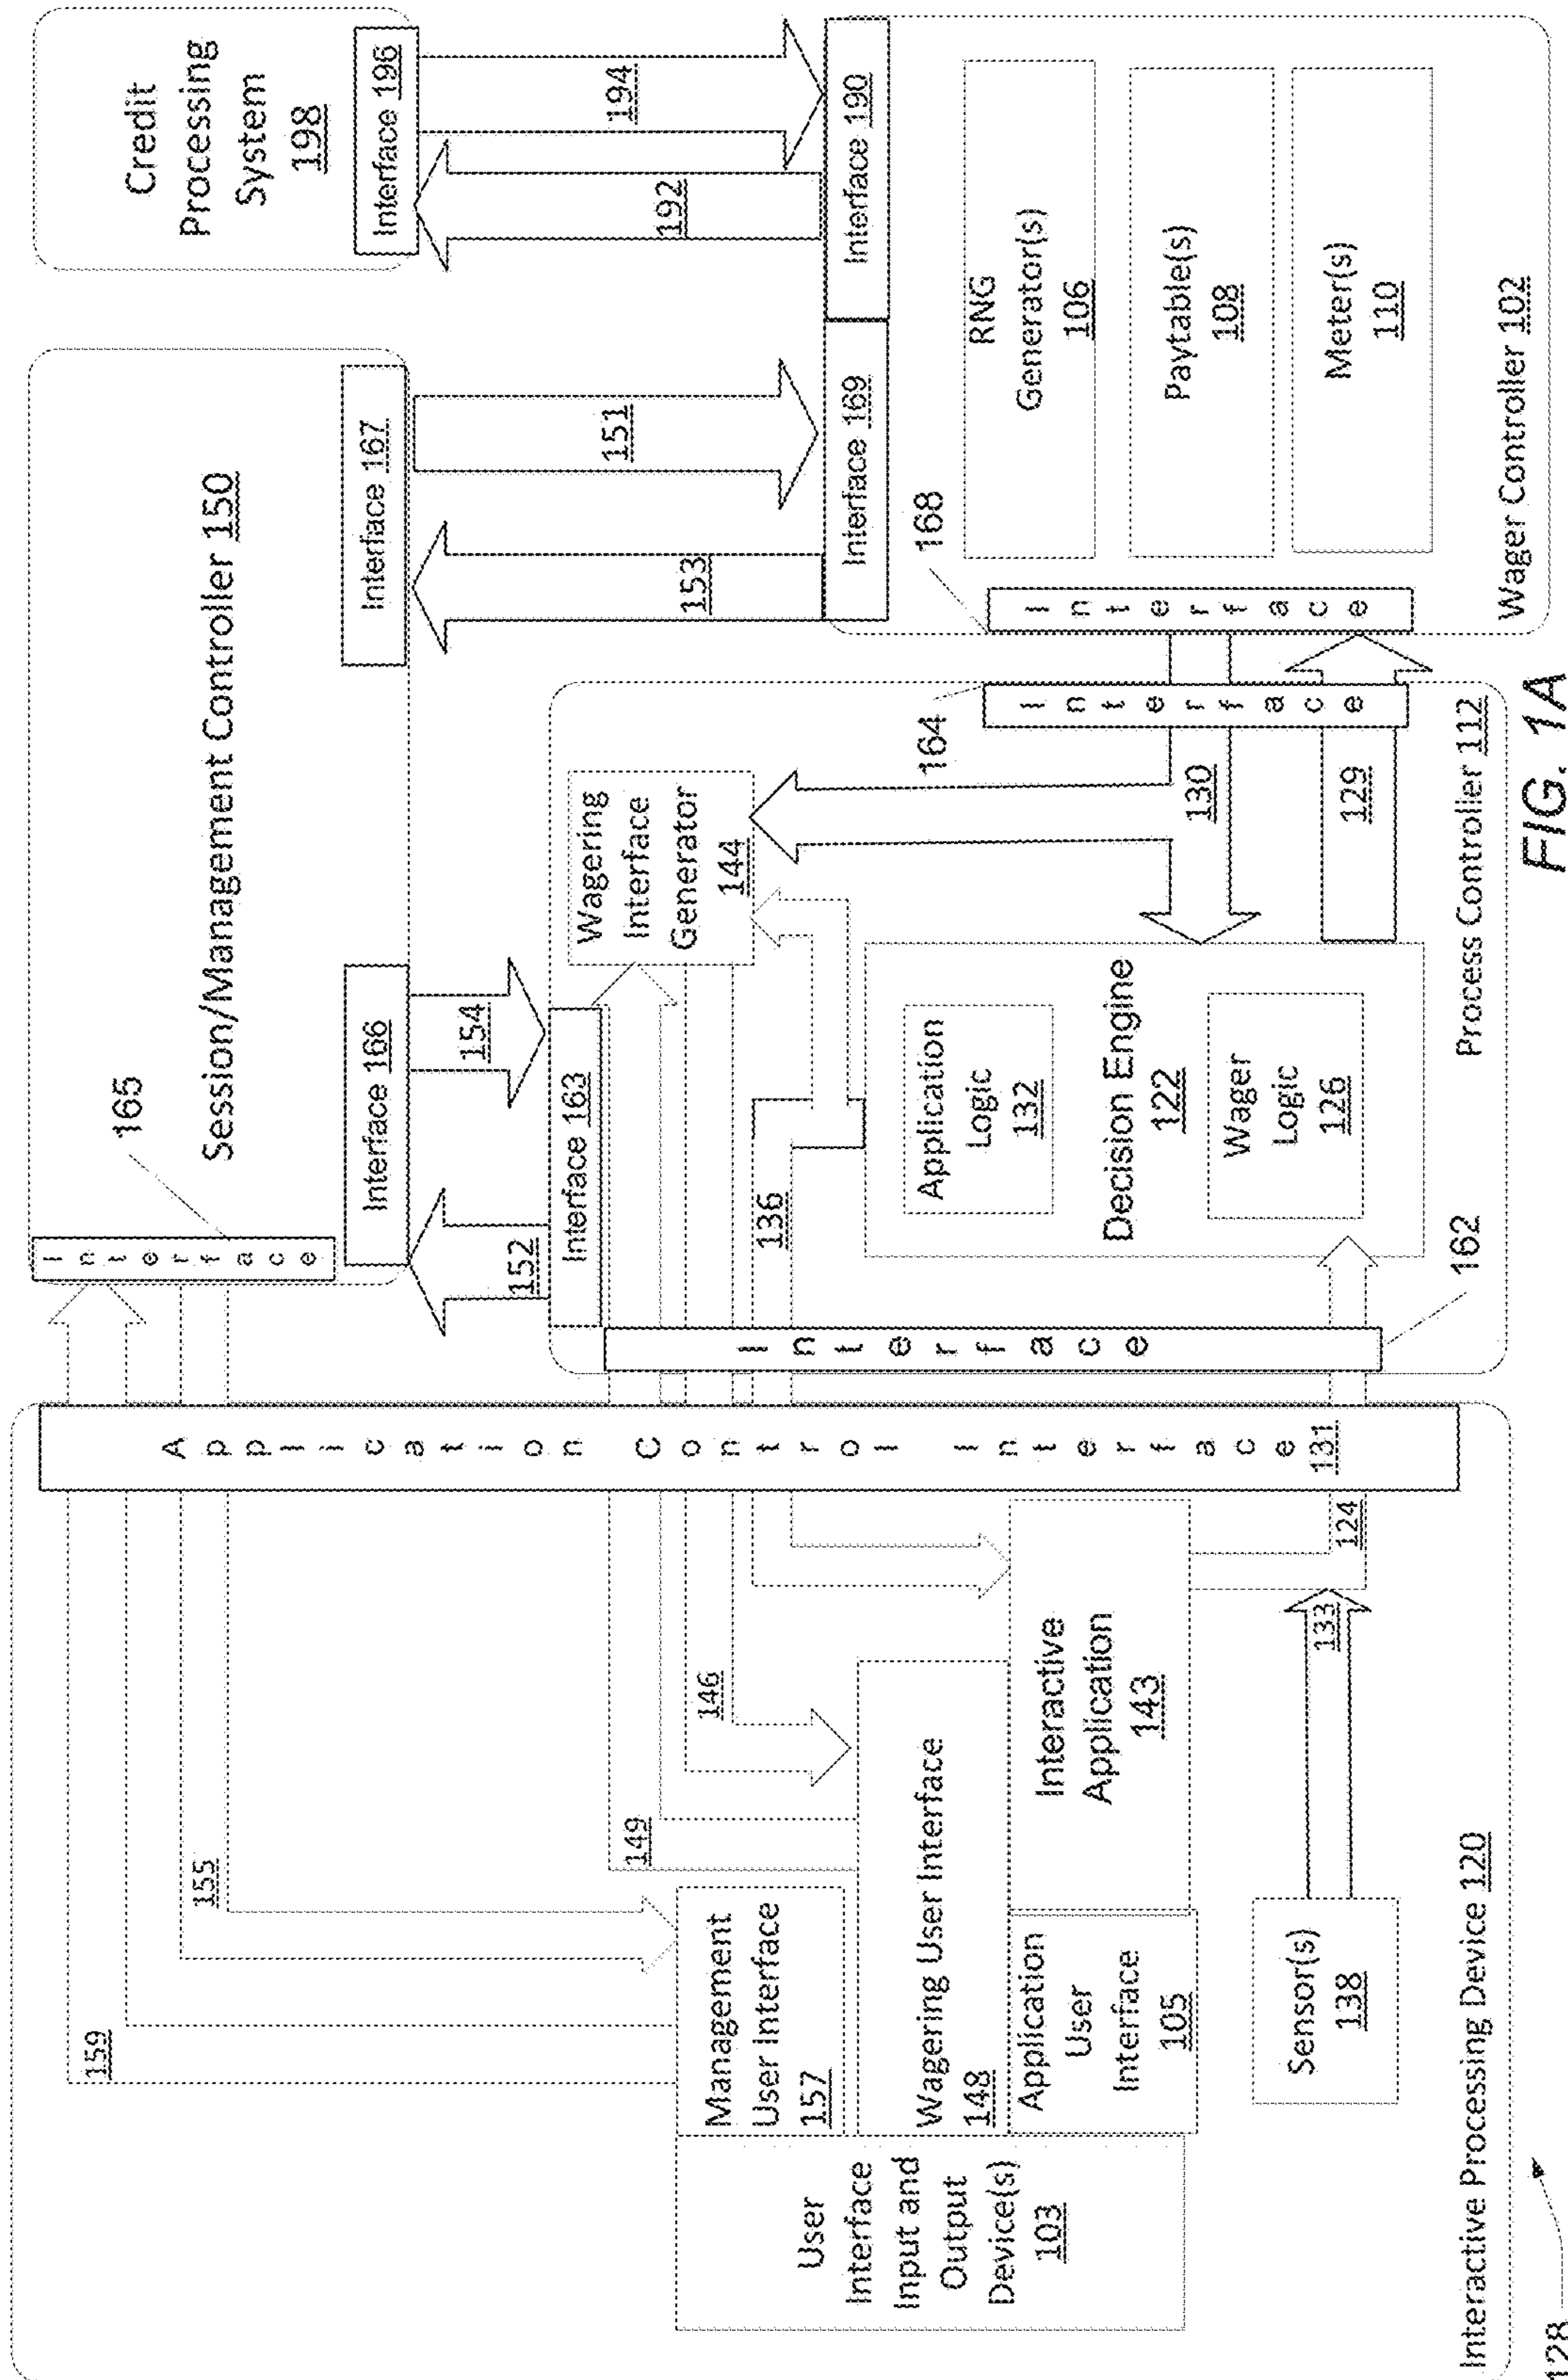 Credit
Processing
System
198
Interface 196
194
192
Interface 190
Session/Management Controller 150
165
Interface
Interface 166
Interface 167
151
153
Interface 169
154
152
Interface 163
RNG
Generator(s)
106
Paytable(s)
108
Meter(s)
110
Wager Controller 102
168
Interface
164
Interface
Wagering
Interface
Generator
144
130
129
136
Application
Logic
132
Decision Engine
122
Wager
Logic
126
162
Interface
Process Controller 112
Application Control Interface
131
159
155
149
146
124
133
Management
User Interface
157
Wagering User Interface
148
Interactive
Application
143
Application
User
Interface
105
Sensor(s)
138
User
Interface
Input and
Output
Device(s)
103
Interactive Processing Device 120
128
FIG. 1A